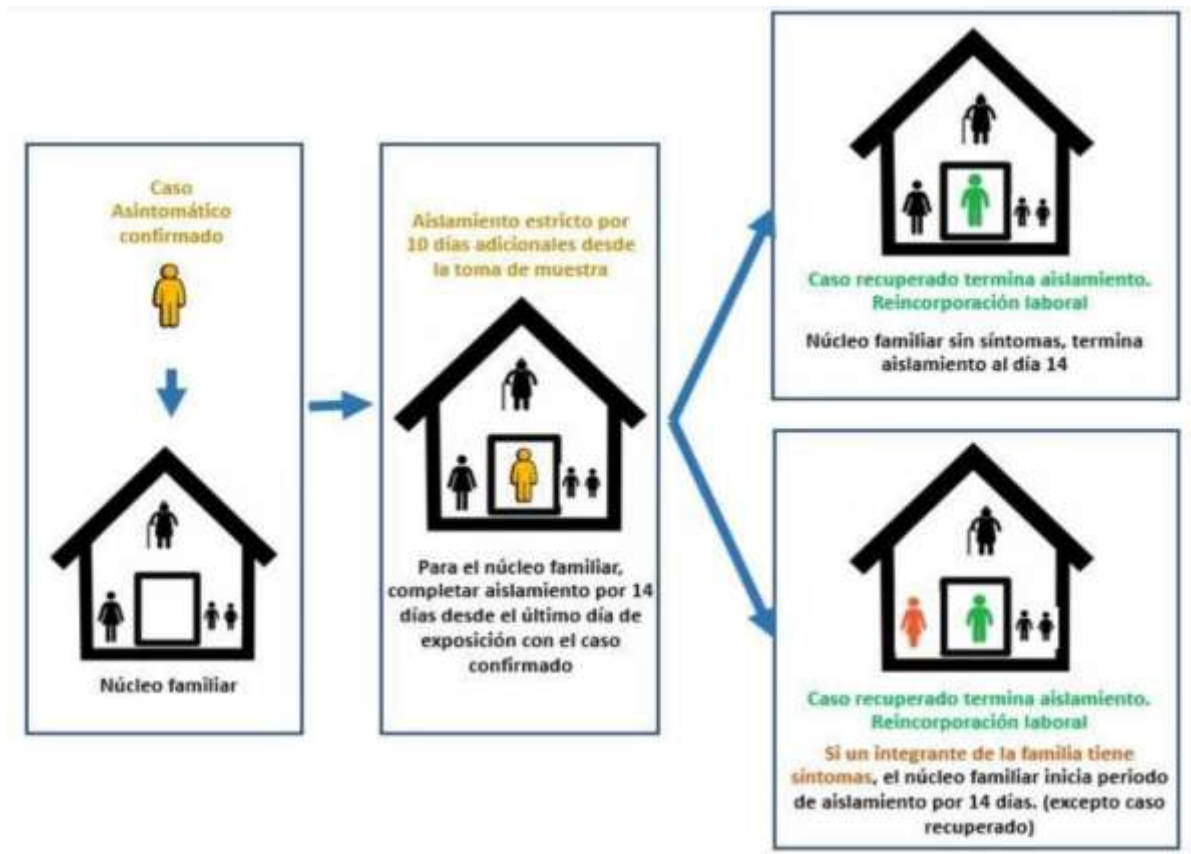 Caso
Asintomático
confirmado
Núcleo familiar
Aislamiento estricto por
10 días adicionales desde
la toma de muestra
Para el núcleo familiar,
completar aislamiento por 14
días desde el último día de
exposición con el caso
confirmado
Caso recuperado termina aislamiento.
Reincorporación laboral
Núcleo familiar sin síntomas, termina
aislamiento al día 14
Caso recuperado termina aislamiento.
Reincorporación laboral
Si un integrante de la familia tiene
síntomas, el núcleo familiar inicia periodo
de aislamiento por 14 días. (excepto caso
recuperado)